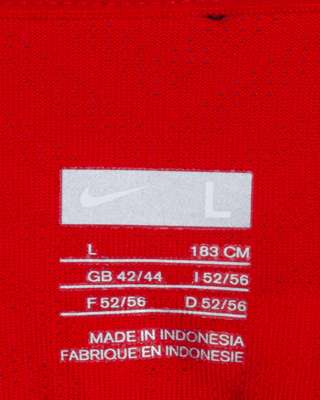 L
L 183 CM
GB 42/44 I 52/56
F 52/56 D 52/56
MADE IN INDONESIA
FABRIQUE EN INDONESIE